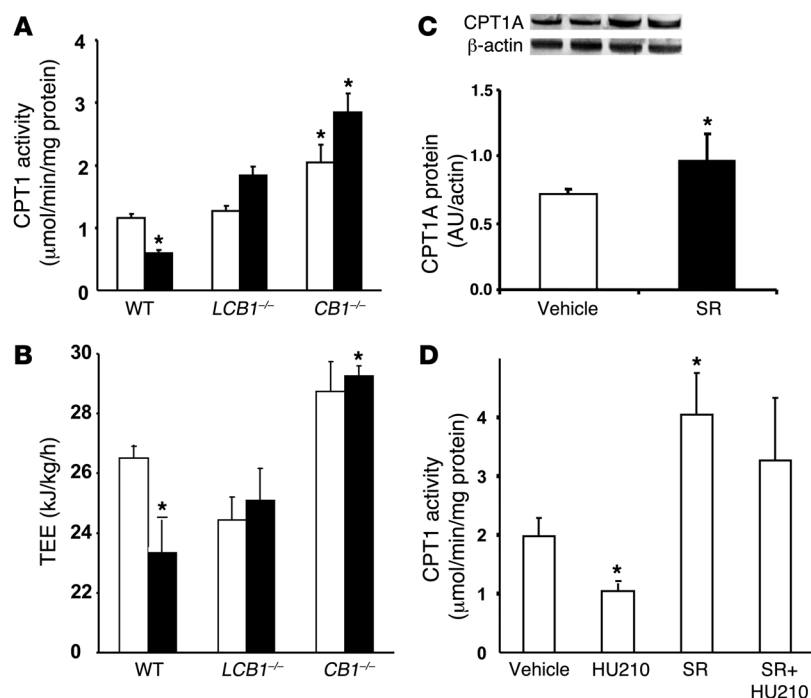 A
CPT1 activity
(μmol/min/mg protein)
4
3
2
1
0
*
*
*
WT
LCB1⁻/⁻
CB1⁻/⁻
B
TEE (kJ/kg/h)
30
28
26
24
22
0
*
*
WT
LCB1⁻/⁻
CB1⁻/⁻
C
CPT1A
β-actin
CPT1A protein
(AU/actin)
1.5
1.0
0.5
0.0
*
Vehicle
SR
D
CPT1 activity
(μmol/min/mg protein)
4
3
2
1
0
*
*
Vehicle
HU210
SR
SR+
HU210